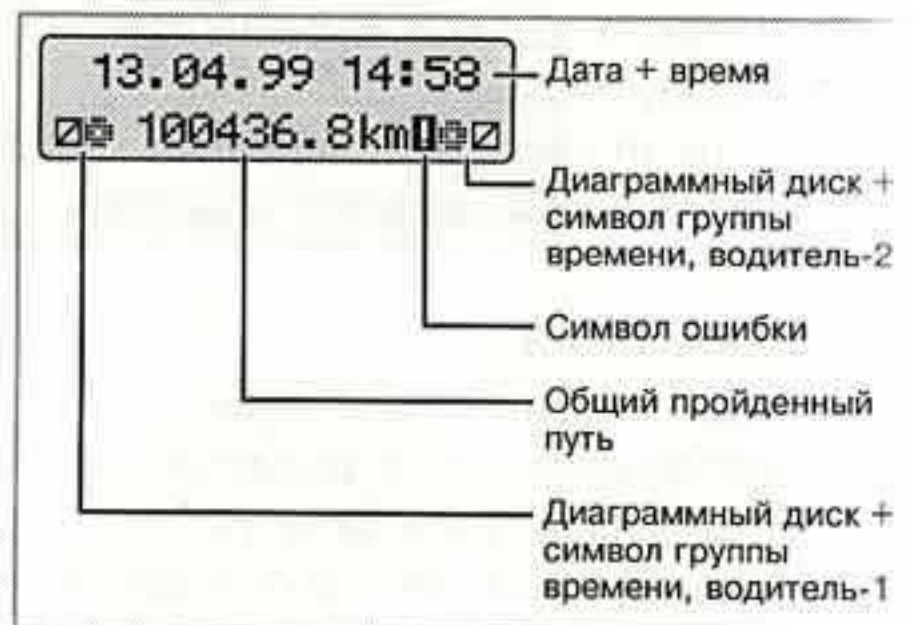 13.04.99 14:58
100436.8km
Дата + время
Диаграммный диск +
символ группы
времени, водитель-2
Символ ошибки
Общий пройденный
путь
Диаграммный диск +
символ группы
времени, водитель-1